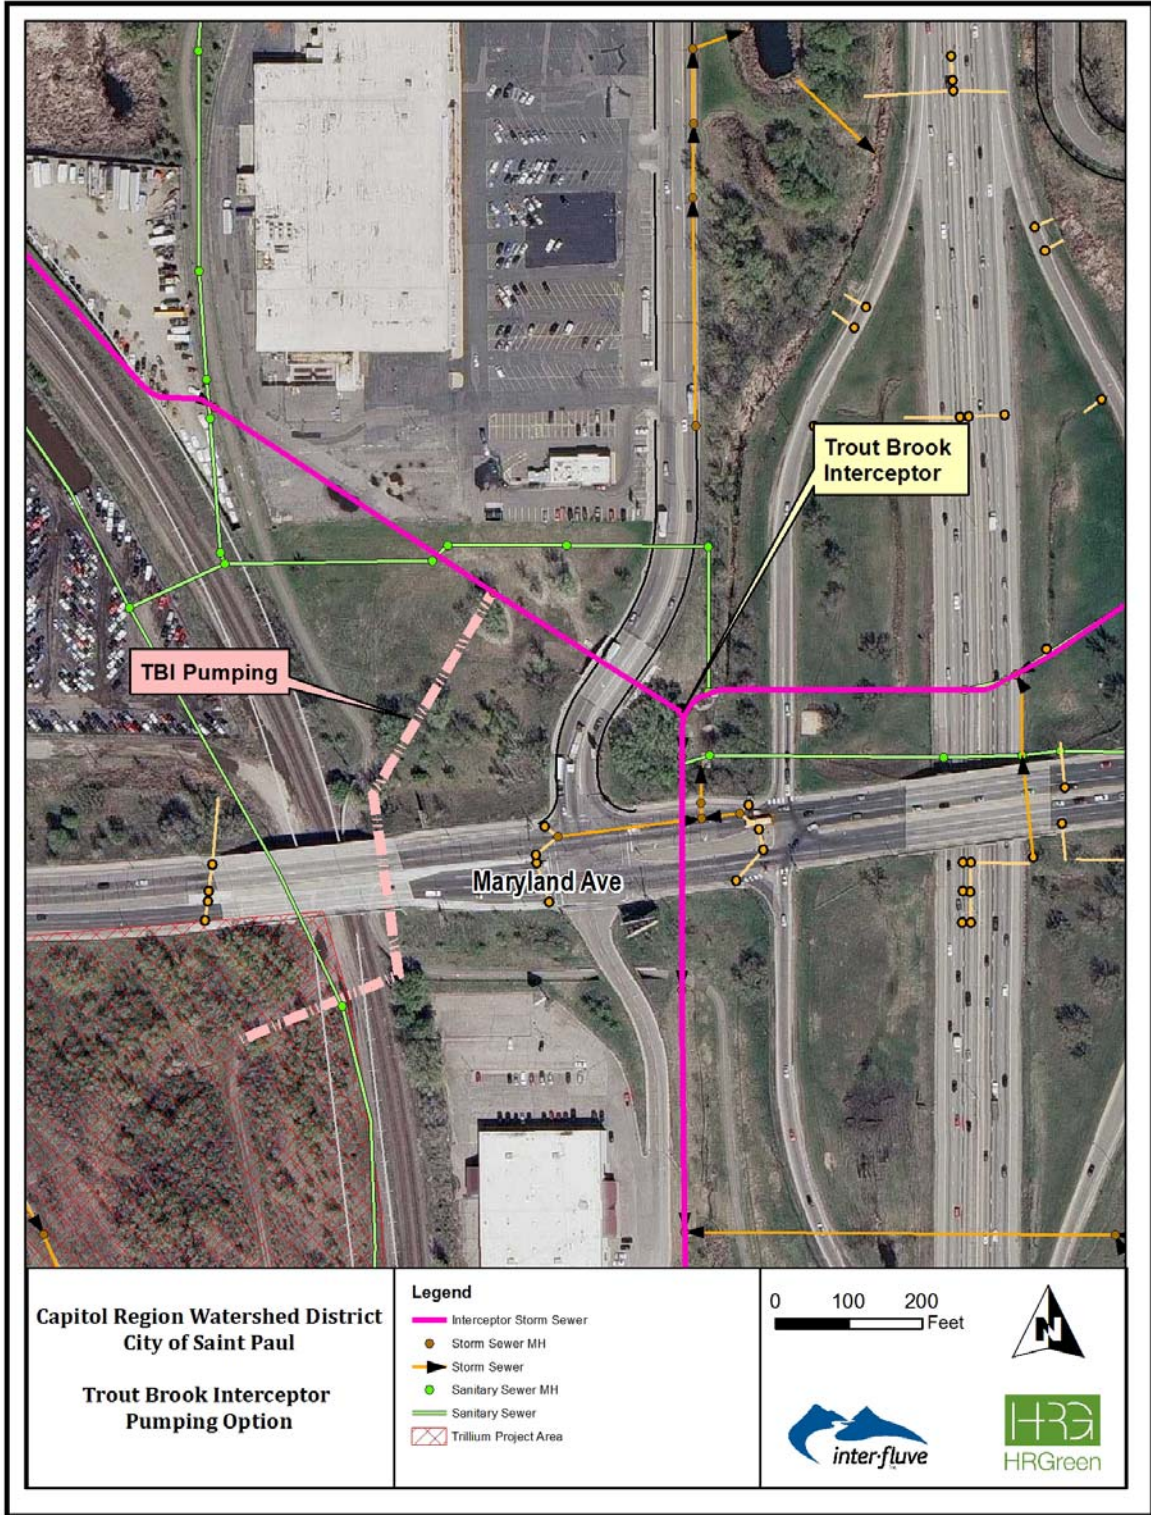 Trout Brook
Interceptor
TBI Pumping
Maryland Ave
Capitol Region Watershed District
City of Saint Paul
Trout Brook Interceptor
Pumping Option
Legend
Interceptor Storm Sewer
Storm Sewer MH
Storm Sewer
Sanitary Sewer MH
Sanitary Sewer
Trillium Project Area
0 100 200
Feet
N
inter-fluve
HRG
HRGreen